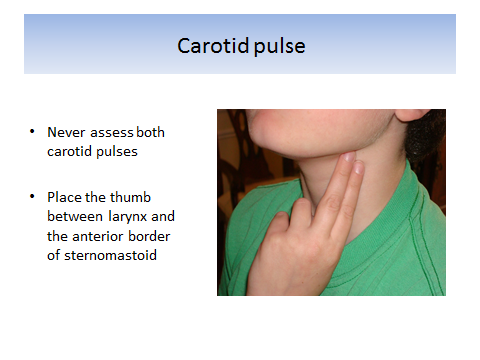 Carotid pulse
• Never assess both
carotid pulses
• Place the thumb
between larynx and
the anterior border
of sternomastoid